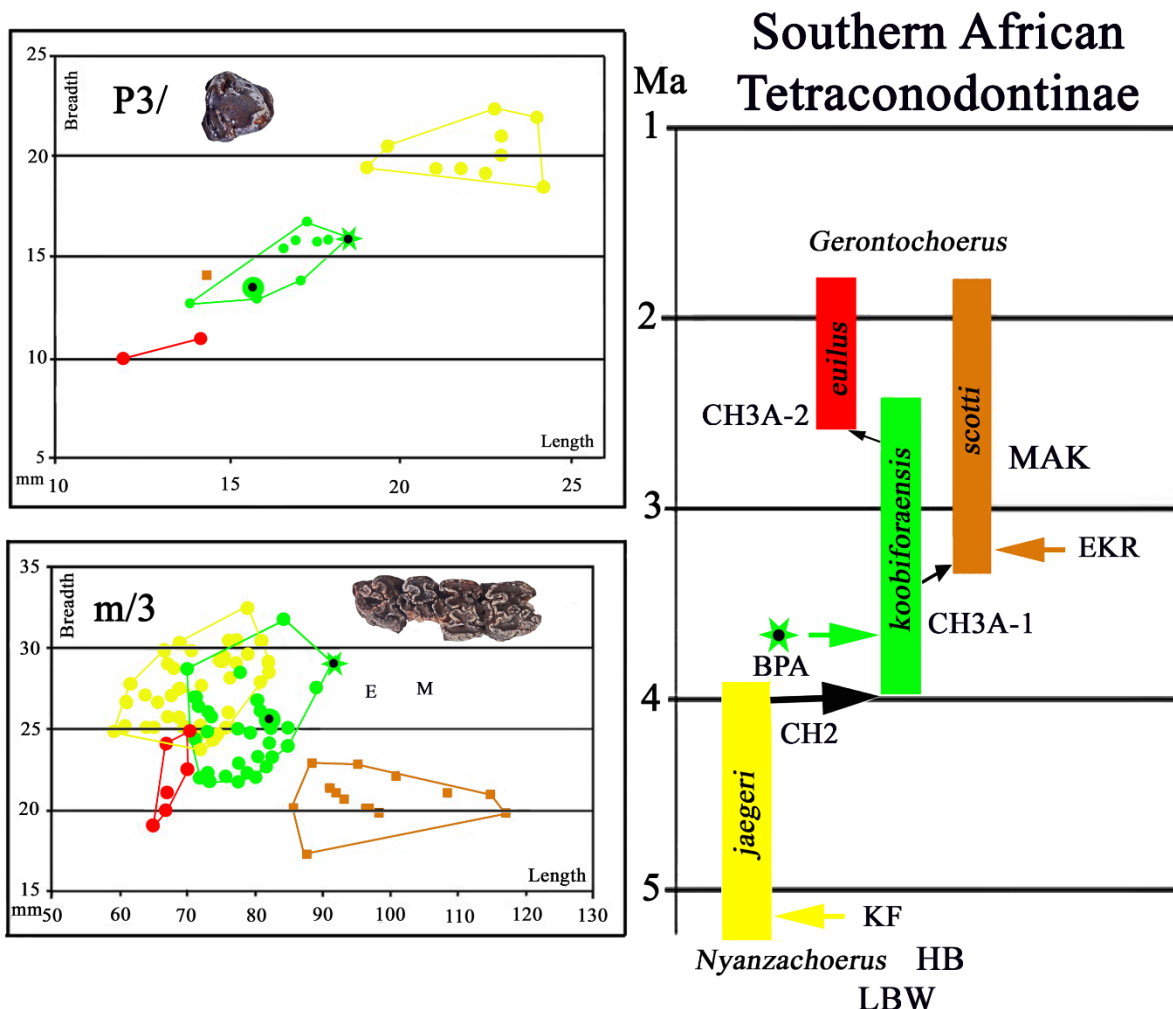 25
Breadth
P3/
20
15
10
5
Length
mm
10
15
20
25
35
Breadth
m/3
30
25
E
M
20
15
Length
mm
50
60
70
80
90
100
110
120
130
Southern African
Tetraconodontinae
Ma
1
Gerontochoerus
2
euilus
scotti
CH3A-2
koobiforaensis
MAK
3
EKR
CH3A-1
BPA
4
CH2
jaegeri
5
KF
Nyanzachoerus HB
LBW